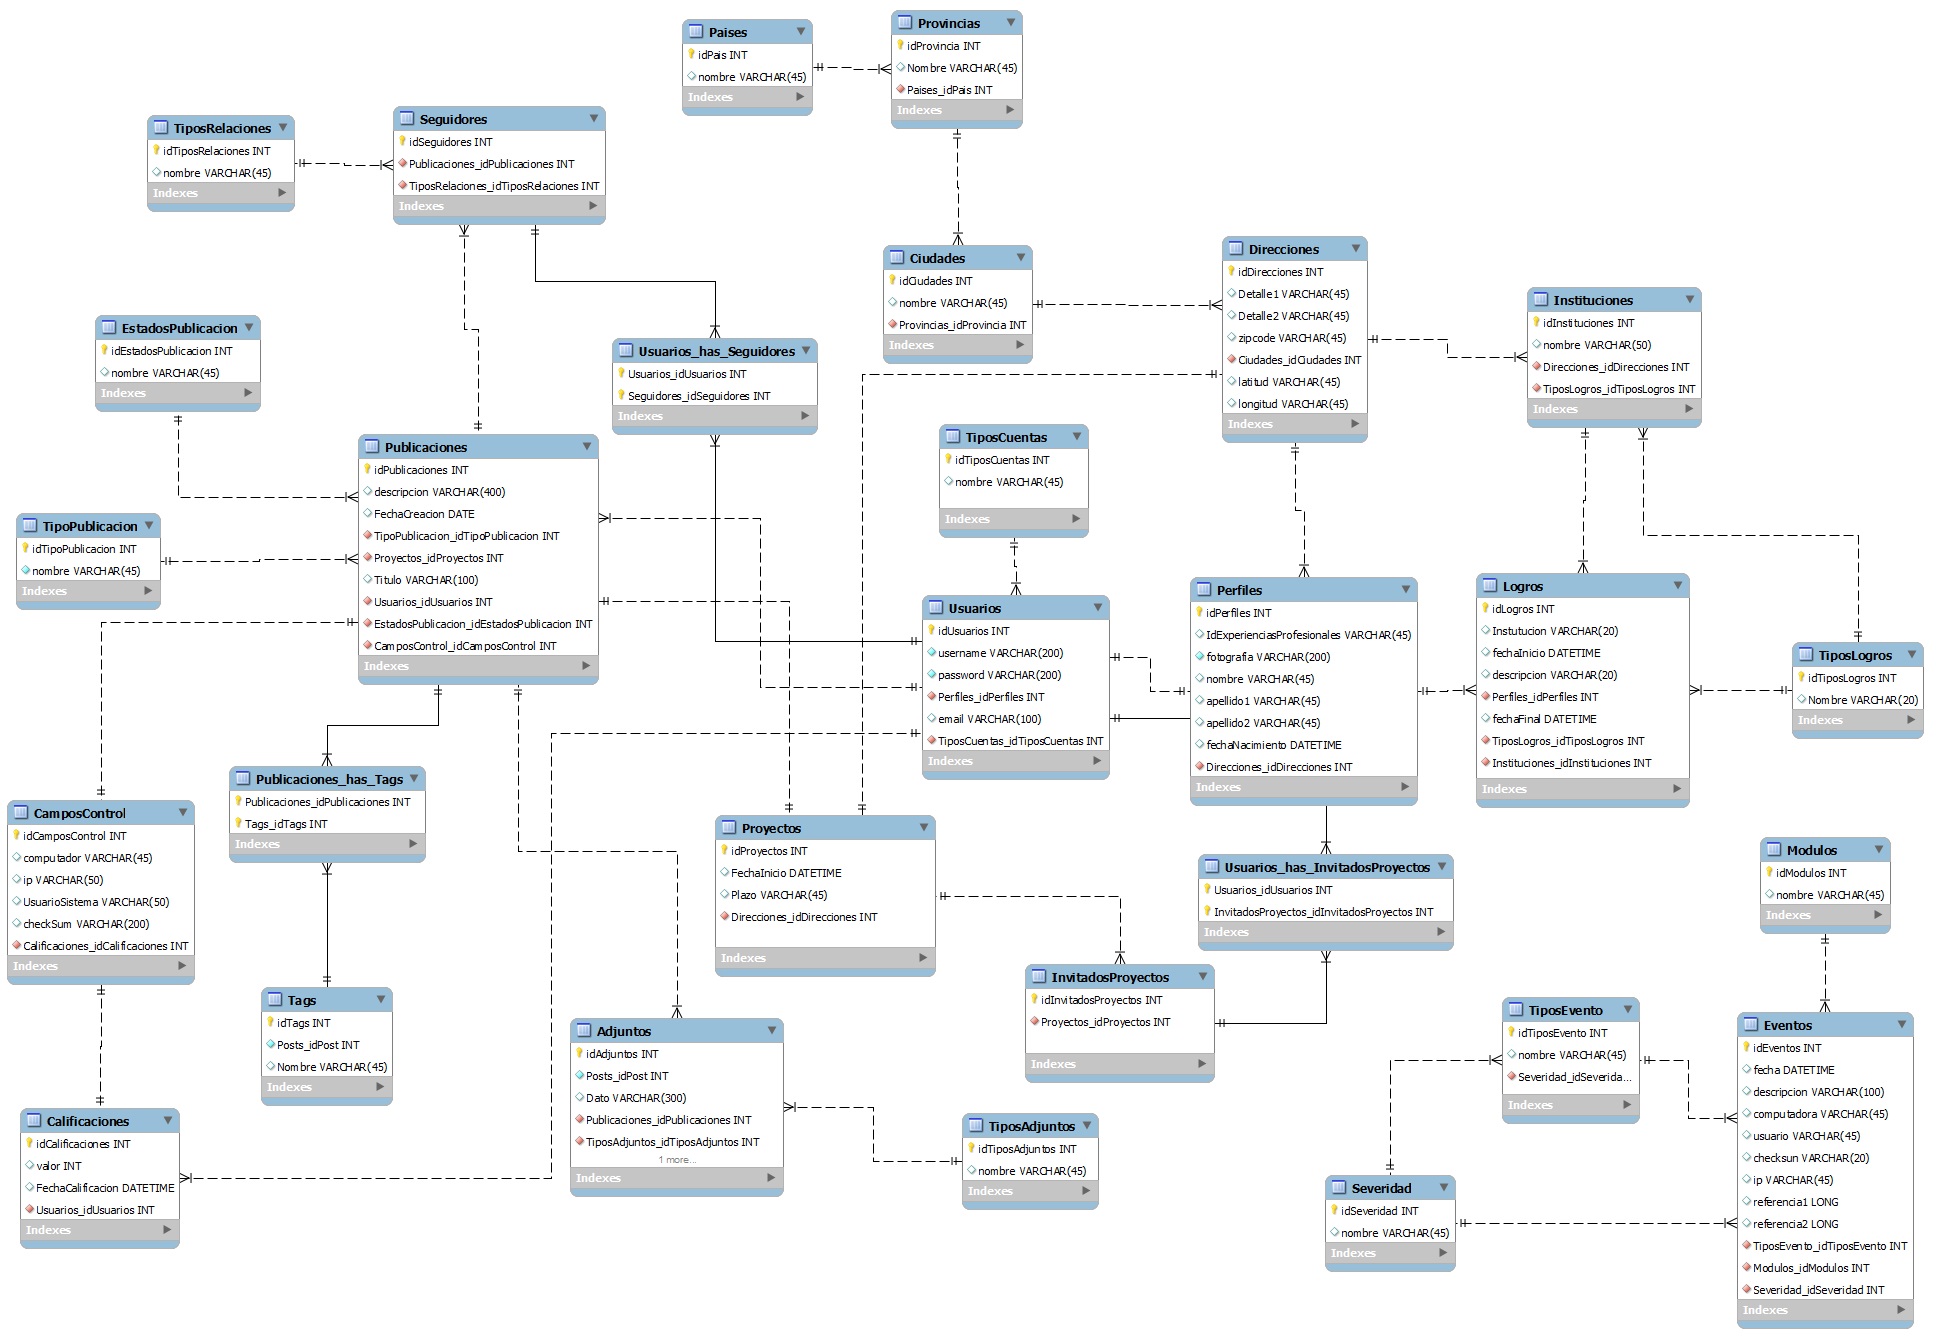 Paises
idPais INT
nombre VARCHAR(45)
Indexes
Provincias
idProvincia INT
Nombre VARCHAR(45)
Paises_idPais INT
Indexes
TiposRelaciones
idTiposRelaciones INT
nombre VARCHAR(45)
Indexes
Seguidores
idSeguidores INT
Publicaciones_idPublicaciones INT
TiposRelaciones_idTiposRelaciones INT
Indexes
Ciudades
idCiudades INT
nombre VARCHAR(45)
Provincias_idProvincia INT
Indexes
Direcciones
idDirecciones INT
Detalle1 VARCHAR(45)
Detalle2 VARCHAR(45)
zipcode VARCHAR(45)
Ciudades_idCiudades INT
latitud VARCHAR(45)
longitud VARCHAR(45)
Indexes
Instituciones
idInstituciones INT
nombre VARCHAR(50)
Direcciones_idDirecciones INT
TiposLogros_idTiposLogros INT
Indexes
EstadosPublicacion
idEstadosPublicacion INT
nombre VARCHAR(45)
Indexes
Usuarios_has_Seguidores
Usuarios_idUsuarios INT
Seguidores_idSeguidores INT
Indexes
Publicaciones
idPublicaciones INT
descripcion VARCHAR(400)
FechaCreacion DATE
TipoPublicacion_idTipoPublicacion INT
Proyectos_idProyectos INT
Titulo VARCHAR(100)
Usuarios_idUsuarios INT
EstadosPublicacion_idEstadosPublicacion INT
CamposControl_idCamposControl INT
Indexes
TiposCuentas
idTiposCuentas INT
nombre VARCHAR(45)
Indexes
TipoPublicacion
idTipoPublicacion INT
nombre VARCHAR(45)
Indexes
Usuarios
idUsuarios INT
username VARCHAR(200)
password VARCHAR(200)
Perfiles_idPerfiles INT
email VARCHAR(100)
TiposCuentas_idTiposCuentas INT
Indexes
Perfiles
idPerfiles INT
IdExperienciasProfesionales VARCHAR(45)
fotografia VARCHAR(200)
nombre VARCHAR(45)
apellido1 VARCHAR(45)
apellido2 VARCHAR(45)
fechaNacimiento DATETIME
Direcciones_idDirecciones INT
Indexes
Logros
idLogros INT
Instutucion VARCHAR(20)
fechaInicio DATETIME
descripcion VARCHAR(20)
Perfiles_idPerfiles INT
fechaFinal DATETIME
TiposLogros_idTiposLogros INT
Instituciones_idInstituciones INT
Indexes
TiposLogros
idTiposLogros INT
Nombre VARCHAR(20)
Indexes
Publicaciones_has_Tags
Publicaciones_idPublicaciones INT
Tags_idTags INT
Indexes
CamposControl
idCamposControl INT
computador VARCHAR(45)
ip VARCHAR(50)
UsuarioSistema VARCHAR(50)
checkSum VARCHAR(200)
Calificaciones_idCalificaciones INT
Indexes
Proyectos
idProyectos INT
FechaInicio DATETIME
Plazo VARCHAR(45)
Direcciones_idDirecciones INT
Indexes
Usuarios_has_InvitadosProyectos
Usuarios_idUsuarios INT
InvitadosProyectos_idInvitadosProyectos INT
Indexes
Modulos
idModulos INT
nombre VARCHAR(45)
Indexes
Tags
idTags INT
Posts_idPost INT
Nombre VARCHAR(45)
Indexes
InvitadosProyectos
idInvitadosProyectos INT
Proyectos_idProyectos INT
Indexes
Adjuntos
idAdjuntos INT
Posts_idPost INT
Dato VARCHAR(300)
Publicaciones_idPublicaciones INT
TiposAdjuntos_idTiposAdjuntos INT
1 more...
Indexes
TiposEvento
idTiposEvento INT
nombre VARCHAR(45)
Severidad_idSeverida...
Indexes
Eventos
idEventos INT
fecha DATETIME
descripcion VARCHAR(100)
computadora VARCHAR(45)
usuario VARCHAR(45)
checksun VARCHAR(20)
ip VARCHAR(45)
referencia1 LONG
referencia2 LONG
TiposEvento_idTiposEvento INT
Modulos_idModulos INT
Severidad_idSeveridad INT
Indexes
Calificaciones
idCalificaciones INT
valor INT
FechaCalificacion DATETIME
Usuarios_idUsuarios INT
Indexes
TiposAdjuntos
idTiposAdjuntos INT
nombre VARCHAR(45)
Indexes
Severidad
idSeveridad INT
nombre VARCHAR(45)
Indexes